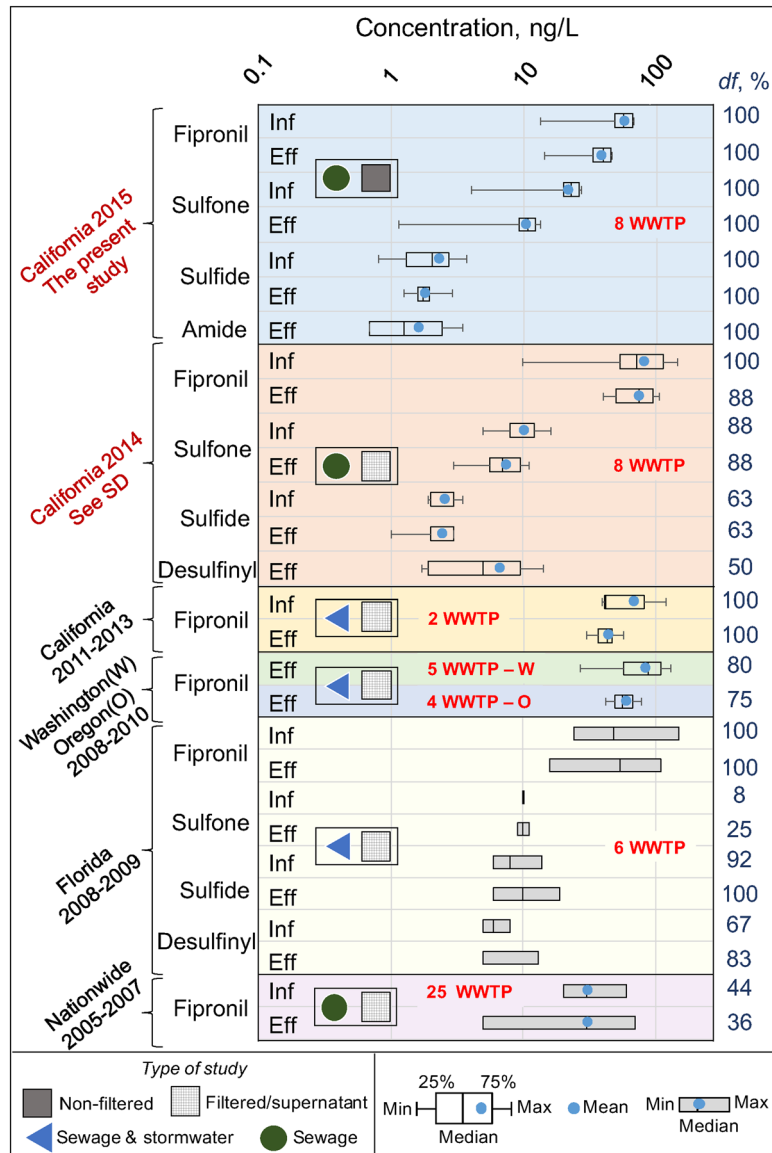 Concentration, ng/L
0.1 1 10 100 df, %
California 2015
The present
study
Fipronil Inf 100
Eff 100
Sulfone Inf 100
Eff 8 WWTP 100
Sulfide Inf 100
Eff 100
Amide Eff 100
California 2014
See SD
Fipronil Inf 100
Eff 88
Sulfone Inf 88
Eff 8 WWTP 88
Sulfide Inf 63
Eff 63
Desulfinyl Eff 50
California
2011-2013
Fipronil Inf 2 WWTP 100
Eff 100
Washington(W)
Oregon(O)
2008-2010
Fipronil Eff 5 WWTP – W 80
Eff 4 WWTP – O 75
Florida
2008-2009
Fipronil Inf 100
Eff 100
Sulfone Inf 8
Eff 6 WWTP 25
Sulfide Inf 92
Eff 100
Desulfinyl Inf 67
Eff 83
Nationwide
2005-2007
Fipronil Inf 25 WWTP 44
Eff 36
Type of study
Non-filtered Filtered/supernatant
Sewage & stormwater Sewage
25% 75%
Min Max Mean Min Max
Median Median